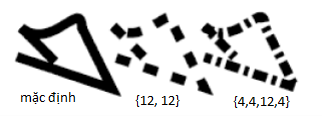 mặc định
{12, 12}
{4,4,12,4}